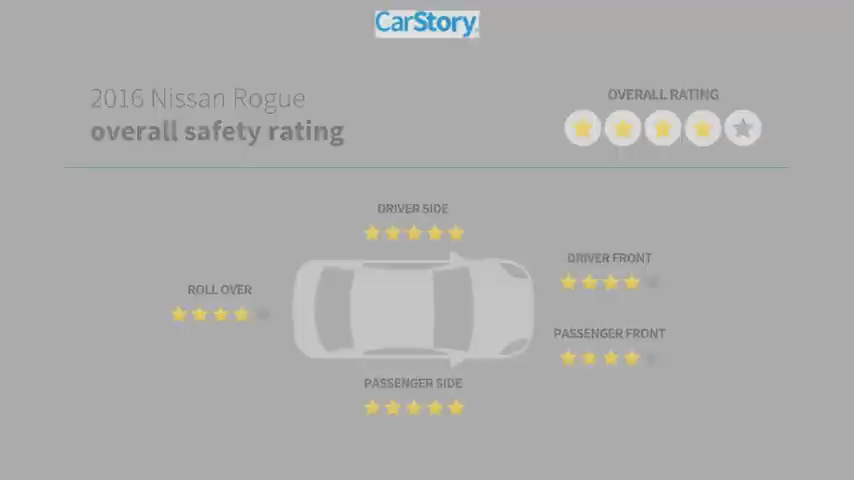 CarStory
2016 Nissan Rogue
overall safety rating
OVERALL RATING
DRIVER SIDE
DRIVER FRONT
ROLL OVER
PASSENGER FRONT
PASSENGER SIDE